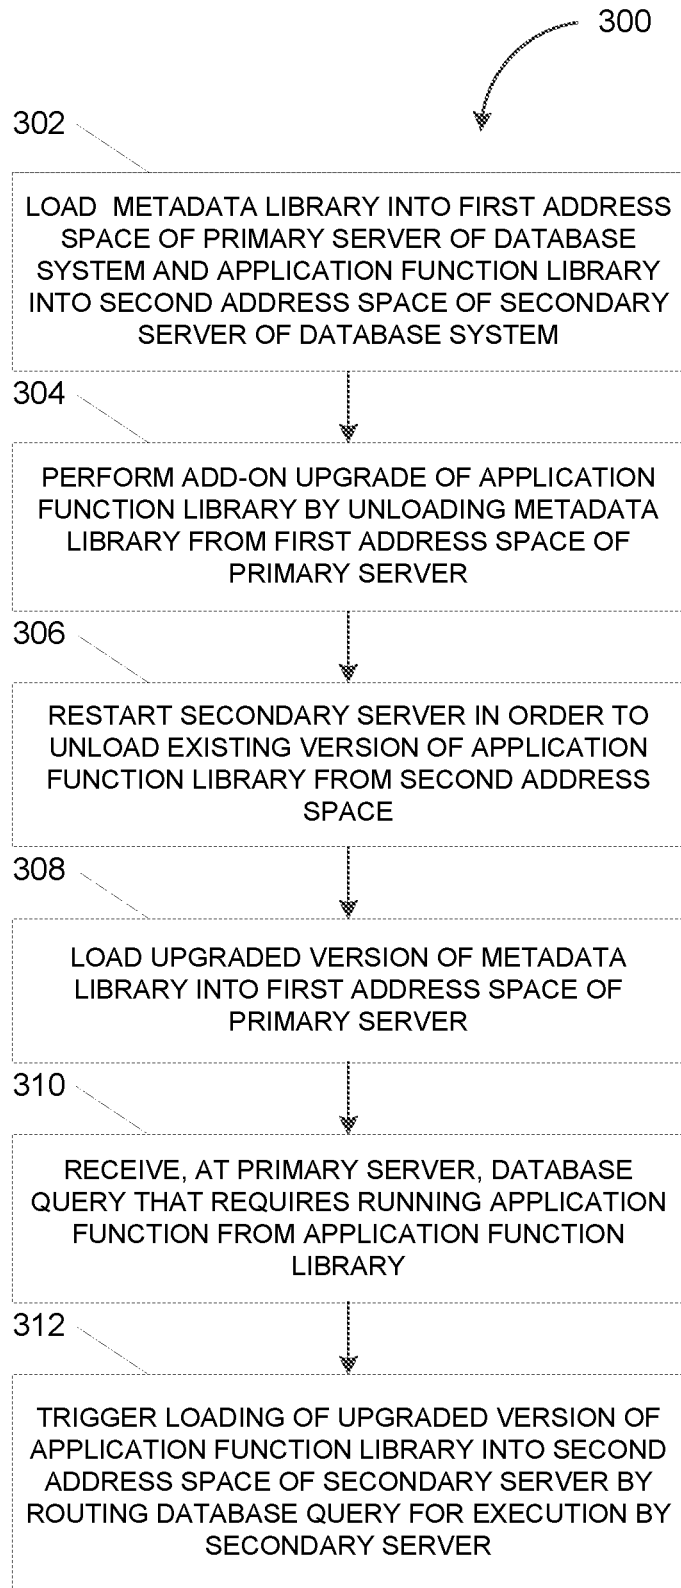 300
302
LOAD METADATA LIBRARY INTO FIRST ADDRESS
SPACE OF PRIMARY SERVER OF DATABASE
SYSTEM AND APPLICATION FUNCTION LIBRARY
INTO SECOND ADDRESS SPACE OF SECONDARY
SERVER OF DATABASE SYSTEM
304
PERFORM ADD-ON UPGRADE OF APPLICATION
FUNCTION LIBRARY BY UNLOADING METADATA
LIBRARY FROM FIRST ADDRESS SPACE OF
PRIMARY SERVER
306
RESTART SECONDARY SERVER IN ORDER TO
UNLOAD EXISTING VERSION OF APPLICATION
FUNCTION LIBRARY FROM SECOND ADDRESS
SPACE
308
LOAD UPGRADED VERSION OF METADATA
LIBRARY INTO FIRST ADDRESS SPACE OF
PRIMARY SERVER
310
RECEIVE, AT PRIMARY SERVER, DATABASE
QUERY THAT REQUIRES RUNNING APPLICATION
FUNCTION FROM APPLICATION FUNCTION
LIBRARY
312
TRIGGER LOADING OF UPGRADED VERSION OF
APPLICATION FUNCTION LIBRARY INTO SECOND
ADDRESS SPACE OF SECONDARY SERVER BY
ROUTING DATABASE QUERY FOR EXECUTION BY
SECONDARY SERVER